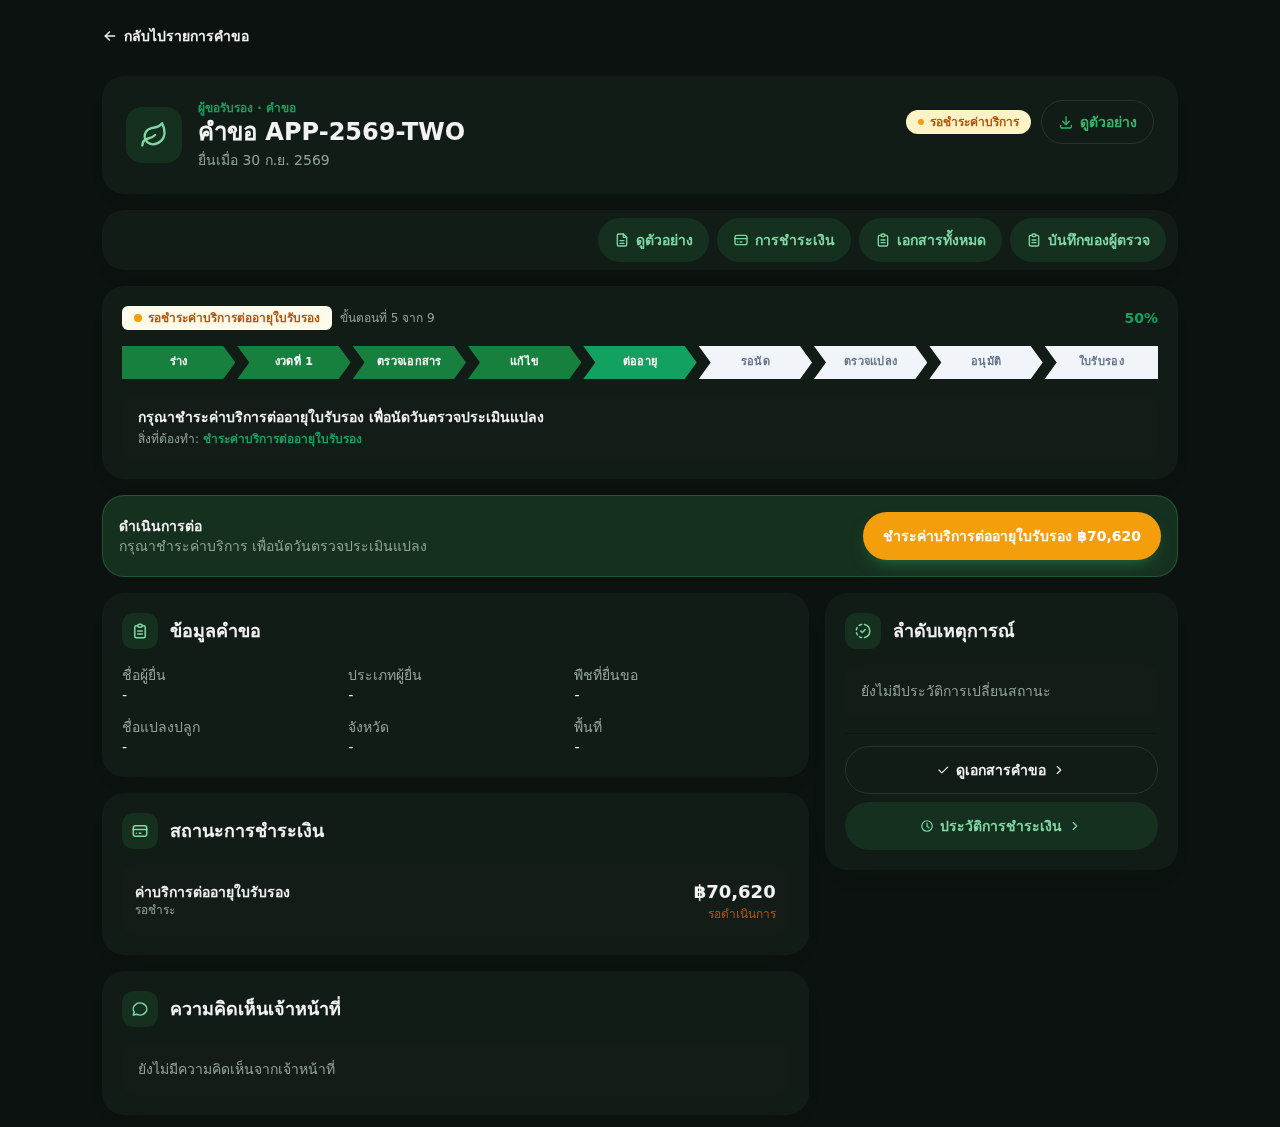 กลับไปรายการคำขอ
ผู้ขอรับรอง · คำขอ
คำขอ APP-2569-TWO
ยื่นเมื่อ 30 ก.ย. 2569
รอชำระค่าบริการ
ดูตัวอย่าง
ดูตัวอย่าง
การชำระเงิน
เอกสารทั้งหมด
บันทึกของผู้ตรวจ
รอชำระค่าบริการต่ออายุใบรับรอง
ขั้นตอนที่ 5 จาก 9
50%
ร่าง
งวดที่ 1
ตรวจเอกสาร
แก้ไข
ต่ออายุ
รอนัด
ตรวจแปลง
อนุมัติ
ใบรับรอง
กรุณาชำระค่าบริการต่ออายุใบรับรอง เพื่อนัดวันตรวจประเมินแปลง
สิ่งที่ต้องทำ: ชำระค่าบริการต่ออายุใบรับรอง
ดำเนินการต่อ
กรุณาชำระค่าบริการ เพื่อนัดวันตรวจประเมินแปลง
ชำระค่าบริการต่ออายุใบรับรอง ฿70,620
ข้อมูลคำขอ
ชื่อผู้ยื่น
-
ประเภทผู้ยื่น
-
พืชที่ยื่นขอ
-
ชื่อแปลงปลูก
-
จังหวัด
-
พื้นที่
-
สถานะการชำระเงิน
ค่าบริการต่ออายุใบรับรอง
รอชำระ
฿70,620
รอดำเนินการ
ความคิดเห็นเจ้าหน้าที่
ยังไม่มีความคิดเห็นจากเจ้าหน้าที่
ลำดับเหตุการณ์
ยังไม่มีประวัติการเปลี่ยนสถานะ
ดูเอกสารคำขอ
ประวัติการชำระเงิน